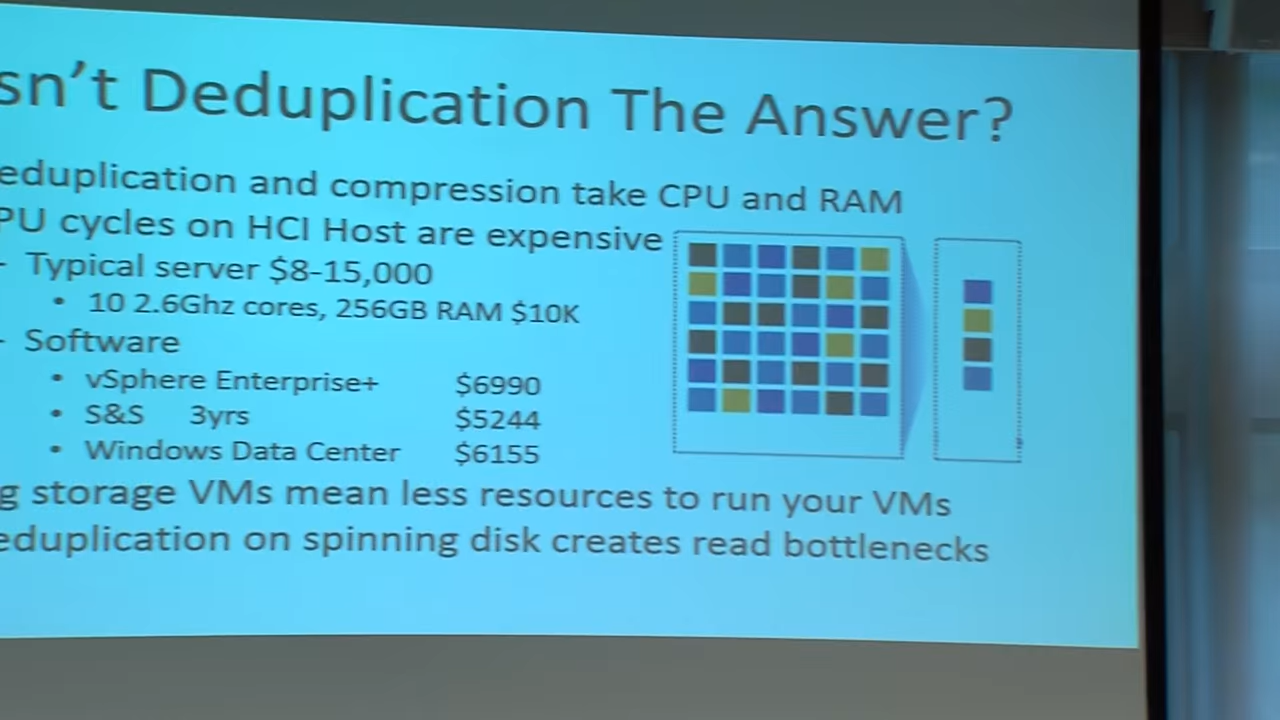 sn't Deduplication The Answer?
eduplication and compression take CPU and RAM
PU cycles on HCI Host are expensive
- Typical server $8-15,000
• 10 2.6Ghz cores, 256GB RAM $10K
- Software
• vSphere Enterprise+ $6990
• S&S 3yrs $5244
• Windows Data Center $6155
g storage VMs mean less resources to run your VMs
eduplication on spinning disk creates read bottlenecks